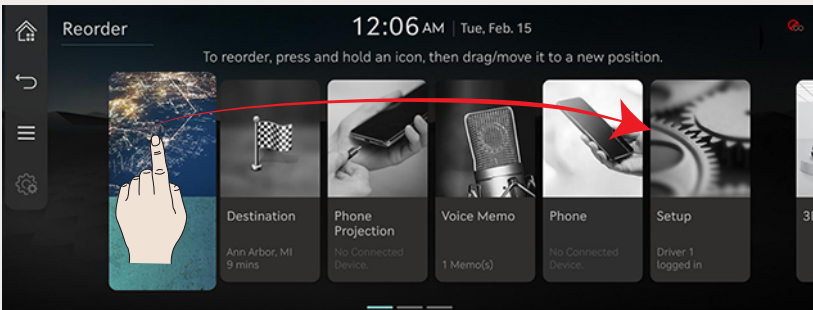 Reorder
12:06 AM | Tue, Feb. 15
To reorder, press and hold an icon, then drag/move it to a new position.
Destination
Ann Arbor, MI
9 mins
Phone
Projection
No Connected
Device.
Voice Memo
1 Memo(s)
Phone
No Connected
Device.
Setup
Driver 1
logged in